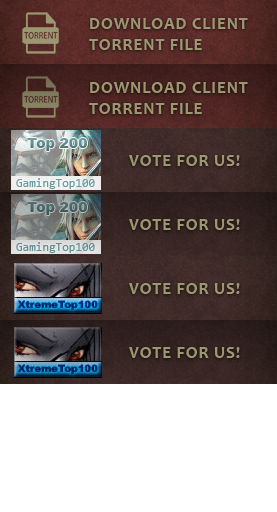 TORRENT
DOWNLOAD CLIENT
TORRENT FILE
TORRENT
DOWNLOAD CLIENT
TORRENT FILE
Top 200
GamingTop100
VOTE FOR US!
Top 200
GamingTop100
VOTE FOR US!
XtremeTop100
VOTE FOR US!
XtremeTop100
VOTE FOR US!